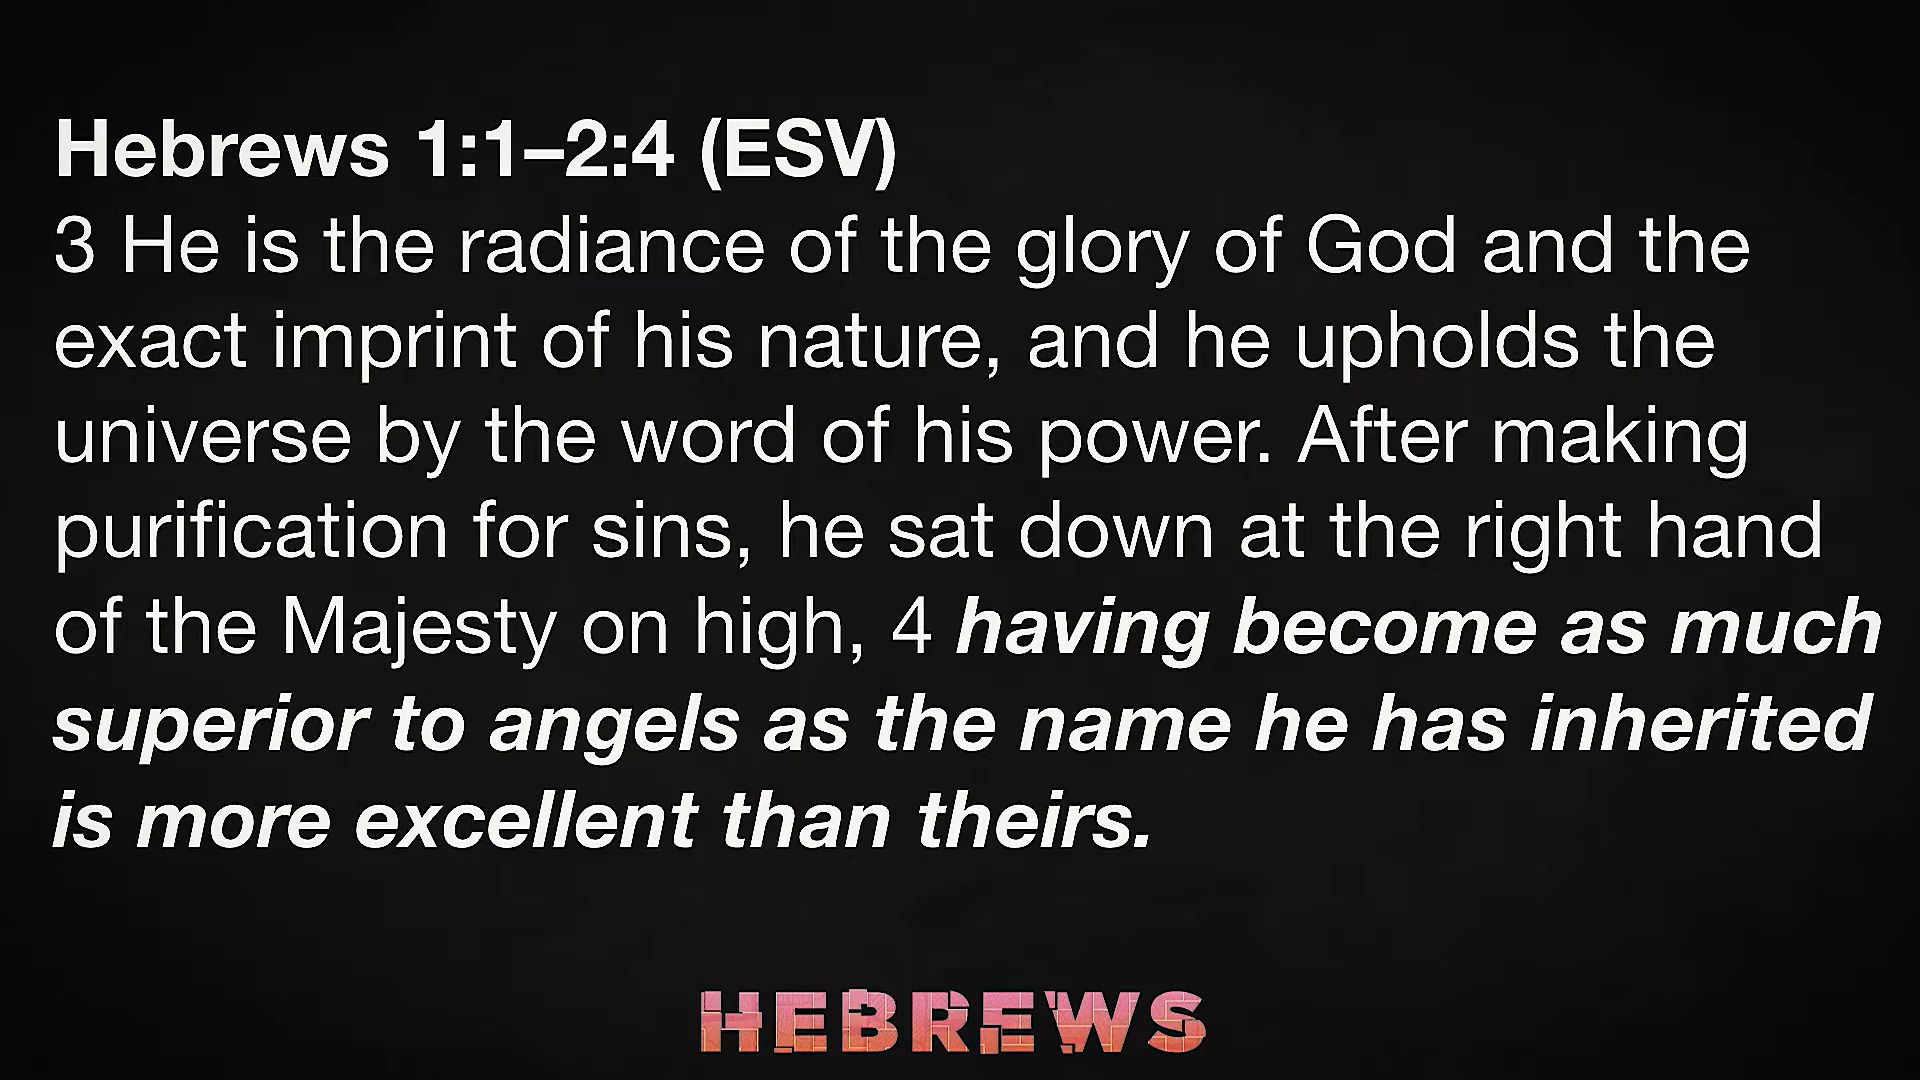 Hebrews 1:1–2:4 (ESV)
3 He is the radiance of the glory of God and the
exact imprint of his nature, and he upholds the
universe by the word of his power. After making
purification for sins, he sat down at the right hand
of the Majesty on high, 4 having become as much
superior to angels as the name he has inherited
is more excellent than theirs.
HEBREWS